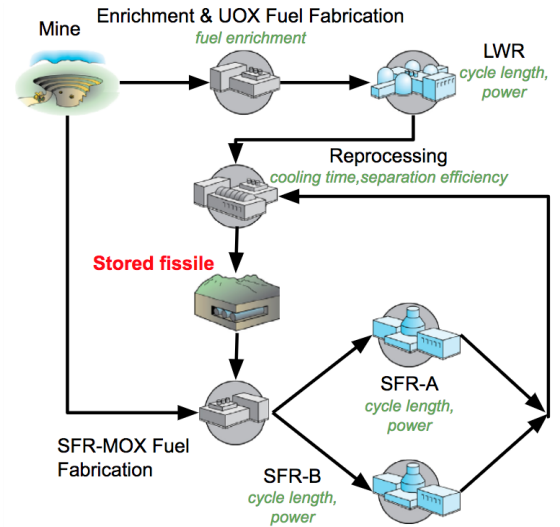 Mine
Enrichment & UOX Fuel Fabrication
fuel enrichment
LWR
cycle length,
power
Reprocessing
cooling time,separation efficiency
Stored fissile
SFR-A
cycle length,
power
SFR-MOX Fuel
Fabrication
SFR-B
cycle length,
power